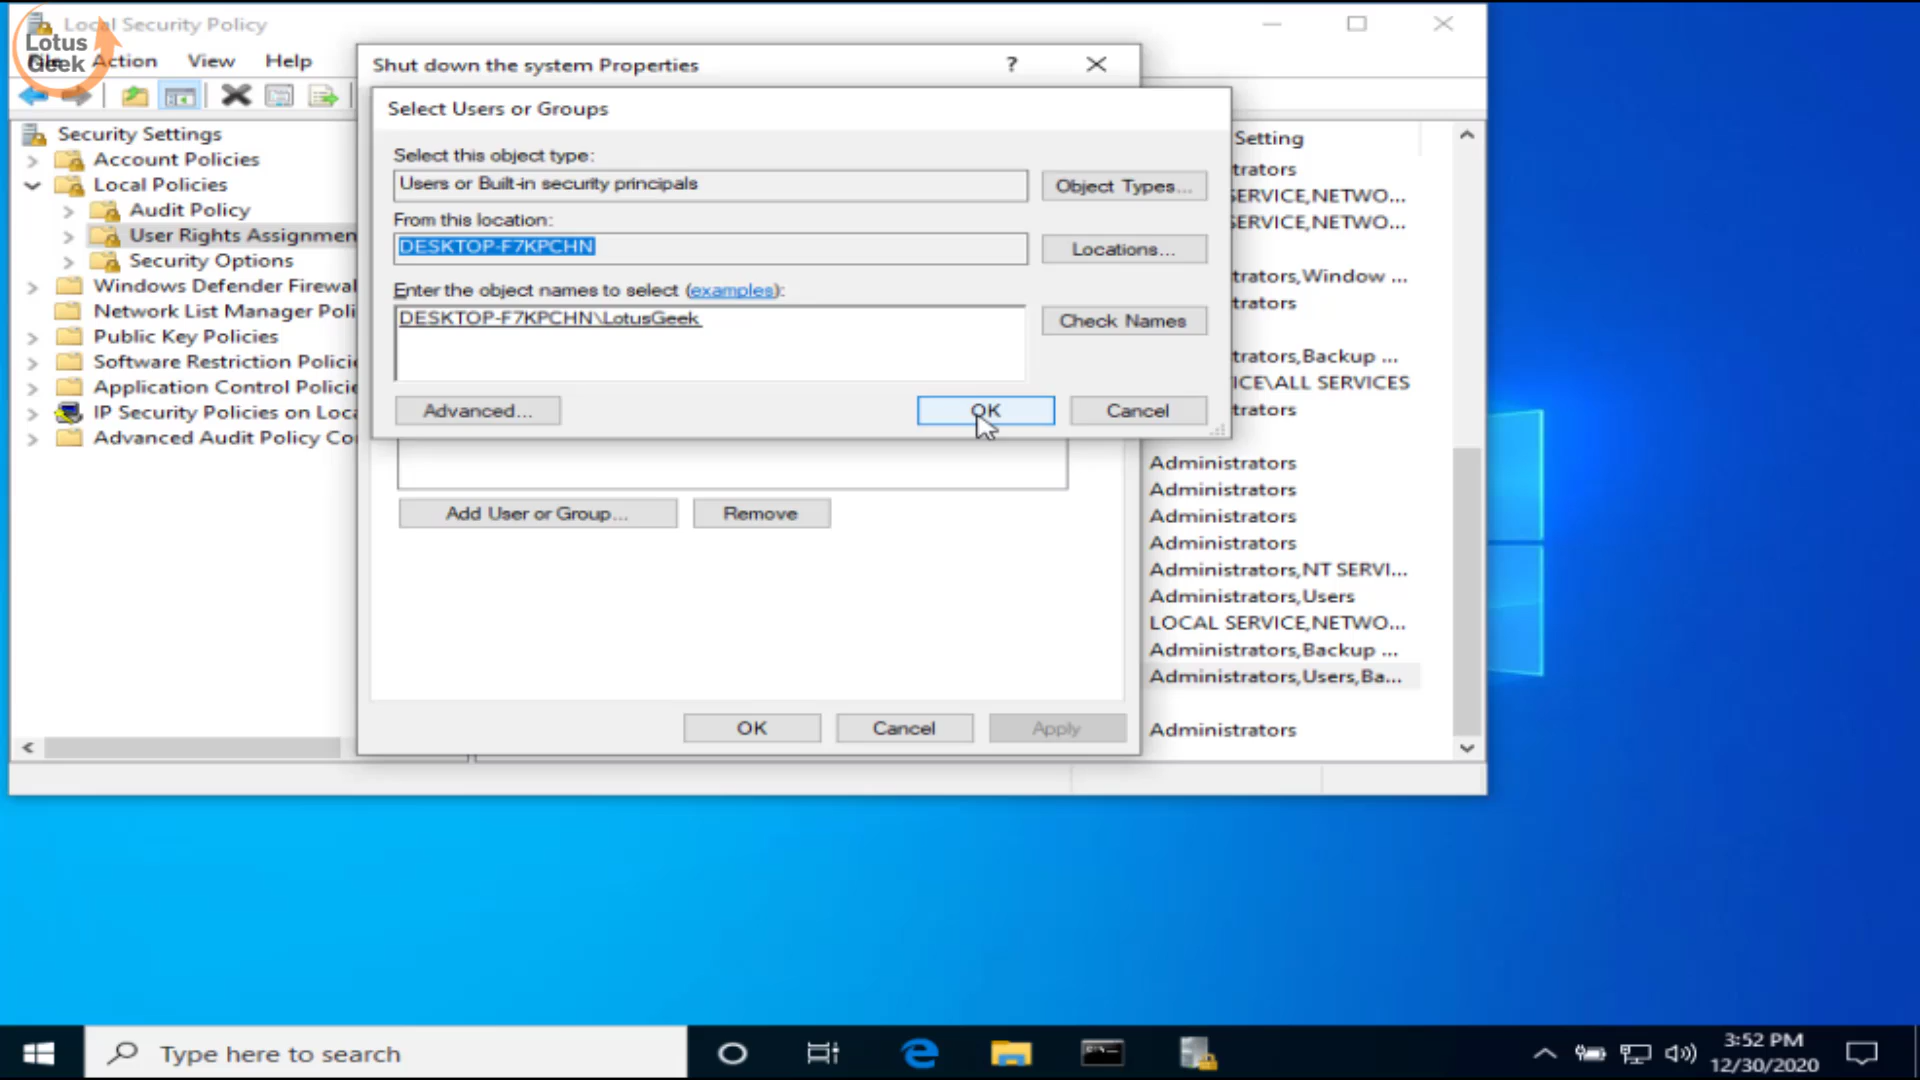 Local Security Policy
Lotus
Geek
Action View Help
Shut down the system Properties
?
Select Users or Groups
Security Settings
Account Policies
Local Policies
Audit Policy
User Rights Assignmen
Security Options
Windows Defender Firewal
Network List Manager Poli
Public Key Policies
Software Restriction Policie
Application Control Policie
IP Security Policies on Loca
Advanced Audit Policy Co
Select this object type:
Users or Built-in security principals
Object Types...
From this location:
DESKTOP-F7KPCHN
Locations...
Enter the object names to select (examples):
DESKTOP-F7KPCHN\LotusGeek
Check Names
Advanced...
OK
Cancel
Add User or Group...
Remove
OK
Cancel
Apply
Setting
trators
SERVICE,NETWO...
SERVICE,NETWO...
trators,Window ...
trators
trators,Backup ...
ICE\ALL SERVICES
trators
Administrators
Administrators
Administrators
Administrators
Administrators,NT SERVI...
Administrators,Users
LOCAL SERVICE,NETWO...
Administrators,Backup ...
Administrators,Users,Ba...
Administrators
Type here to search
3:52 PM
12/30/2020